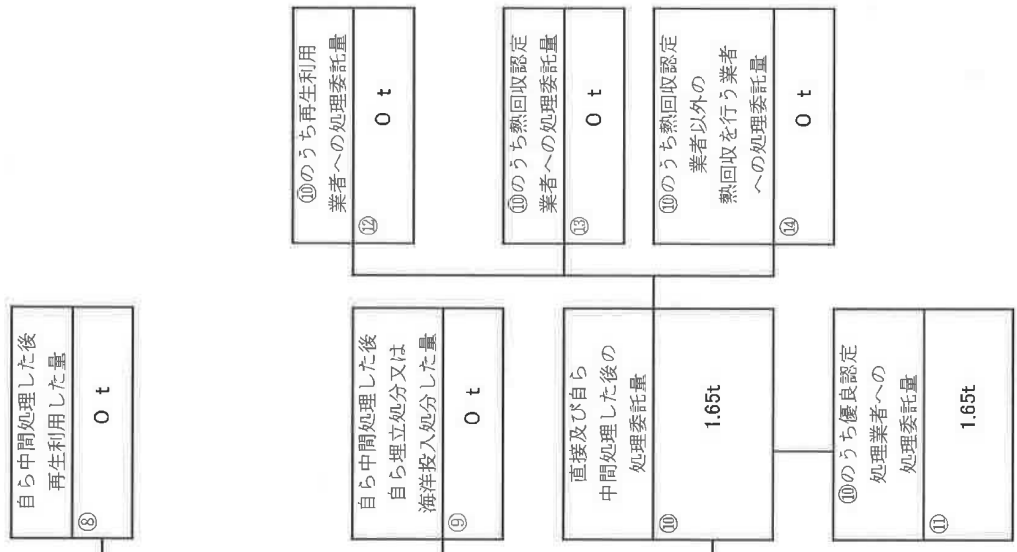 自ら中間処理した後
再生利用した量
⑧
0 t
自ら中間処理した後
自ら埋立処分又は
海洋投入処分した量
⑨
0 t
直接及び自ら
中間処理した後の
処理委託量
⑩
1.65t
⑩のうち優良認定
処理業者への
処理委託量
⑪
1.65t
⑩のうち再生利用
業者への処理委託量
⑫
0 t
⑩のうち熱回収認定
業者への処理委託量
⑬
0 t
⑩のうち熱回収認定
業者以外の
熱回収を行う業者
への処理委託量
⑭
0 t